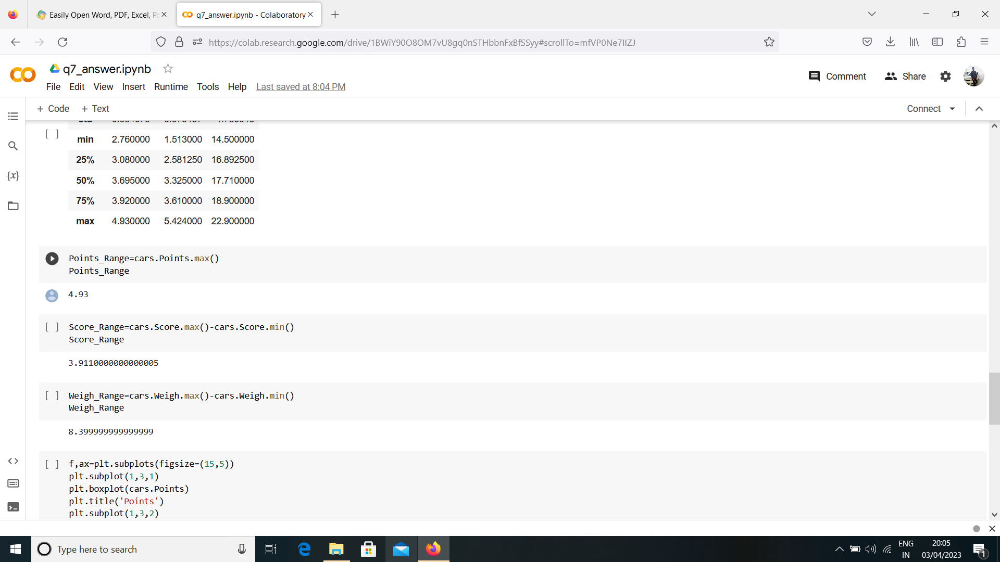 Easily Open Word, PDF, Excel, Po
q7_answer.ipynb - Colaboratory
https://colab.research.google.com/drive/1BWiY90O8OM7vU8gq0nSTHbbnFxBfSSyy#scrollTo=mfVP0Ne7IIZJ
q7_answer.ipynb
Comment
Share
File Edit View Insert Runtime Tools Help Last saved at 8:04 PM
+ Code + Text
Connect
[ ]
min 2.760000 1.513000 14.500000
25% 3.080000 2.581250 16.892500
50% 3.695000 3.325000 17.710000
75% 3.920000 3.610000 18.900000
max 4.930000 5.424000 22.900000
Points_Range=cars.Points.max()
Points_Range
4.93
[ ] Score_Range=cars.Score.max()-cars.Score.min()
Score_Range
3.9110000000000005
[ ] Weigh_Range=cars.Weigh.max()-cars.Weigh.min()
Weigh_Range
8.399999999999999
[ ] f,ax=plt.subplots(figsize=(15,5))
plt.subplot(1,3,1)
plt.boxplot(cars.Points)
plt.title('Points')
plt.subplot(1,3,2)
Type here to search
ENG
IN
20:05
03/04/2023
1